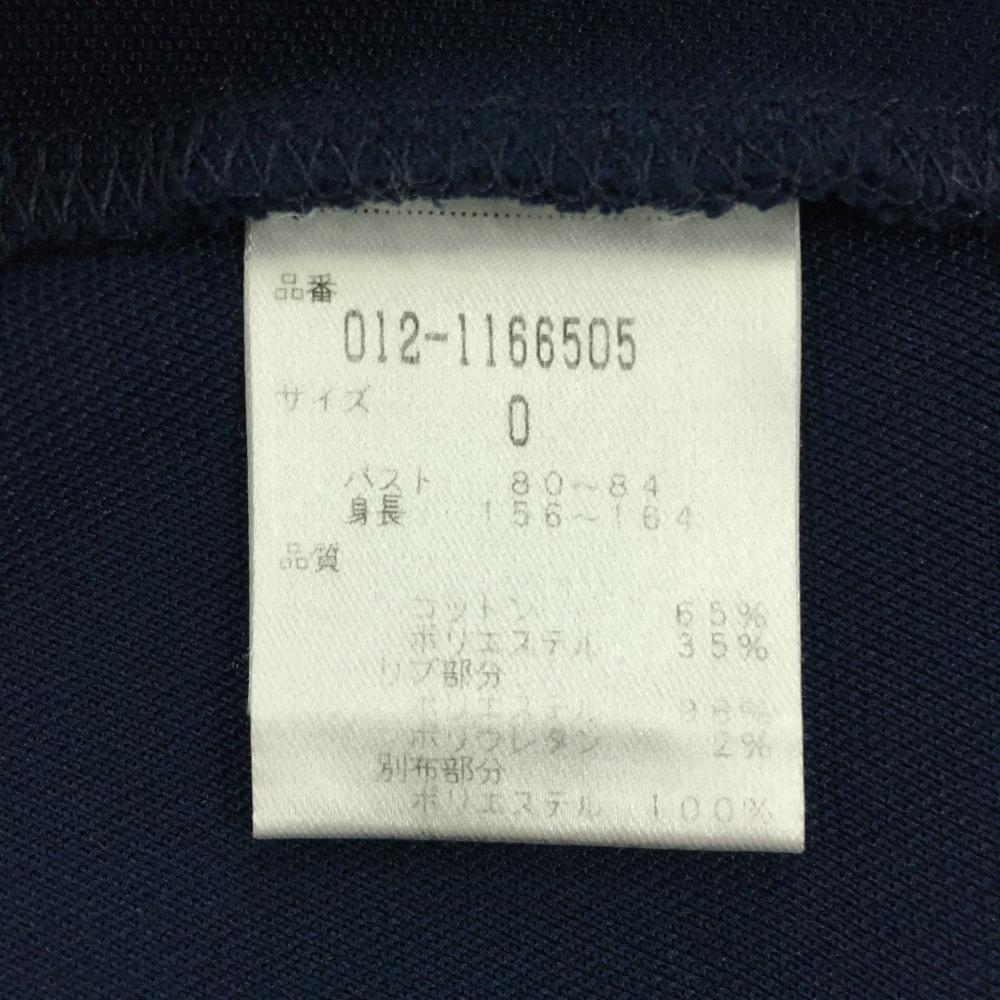 品番
012-1166505
サイズ 0
バスト 80～84
身長 156～164
品質
コットン 65%
ポリエステル 35%
リブ部分
ポリエステル 98%
ポリウレタン 2%
別布部分
ポリエステル 100%